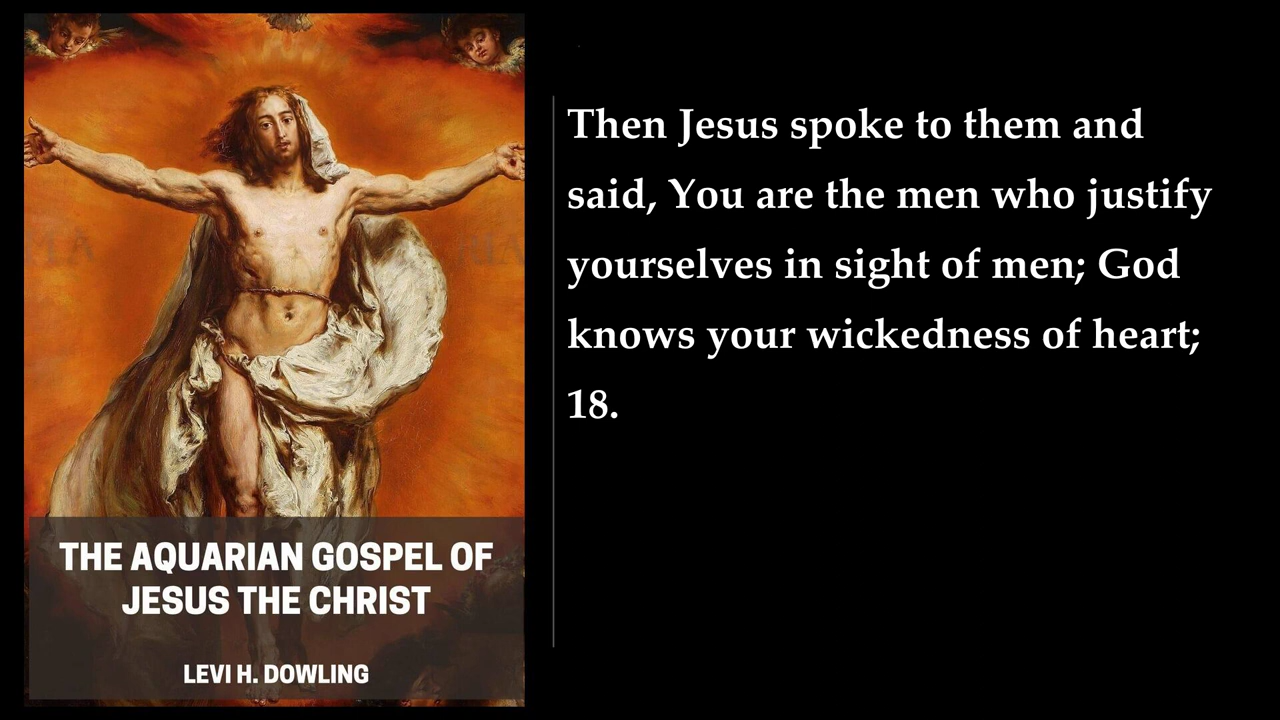 Then Jesus spoke to them and
said, You are the men who justify
yourselves in sight of men; God
knows your wickedness of heart;
18.
THE AQUARIAN GOSPEL OF
JESUS THE CHRIST
LEVI H. DOWLING